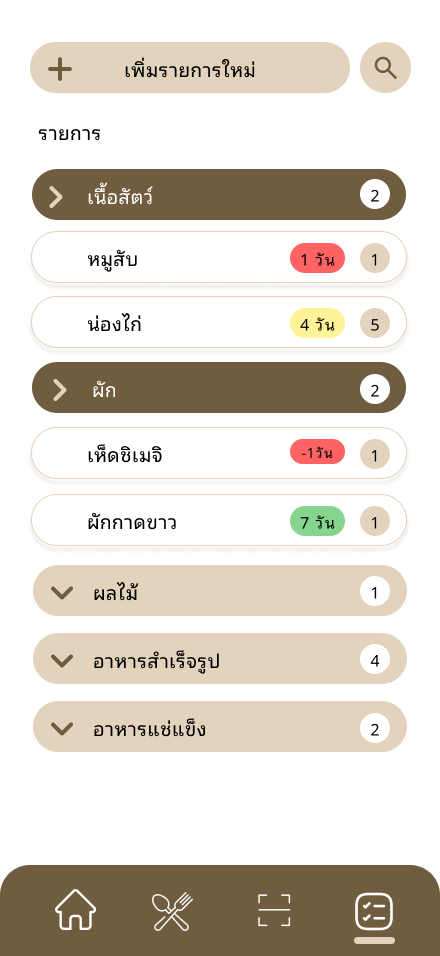 เพิ่มรายการใหม่
รายการ
เนื้อสัตว์ 2
หมูสับ 1 วัน 1
น่องไก่ 4 วัน 5
ผัก 2
เห็ดชิเมจิ -1วัน 1
ผักกาดขาว 7 วัน 1
ผลไม้ 1
อาหารสำเร็จรูป 4
อาหารแช่แข็ง 2